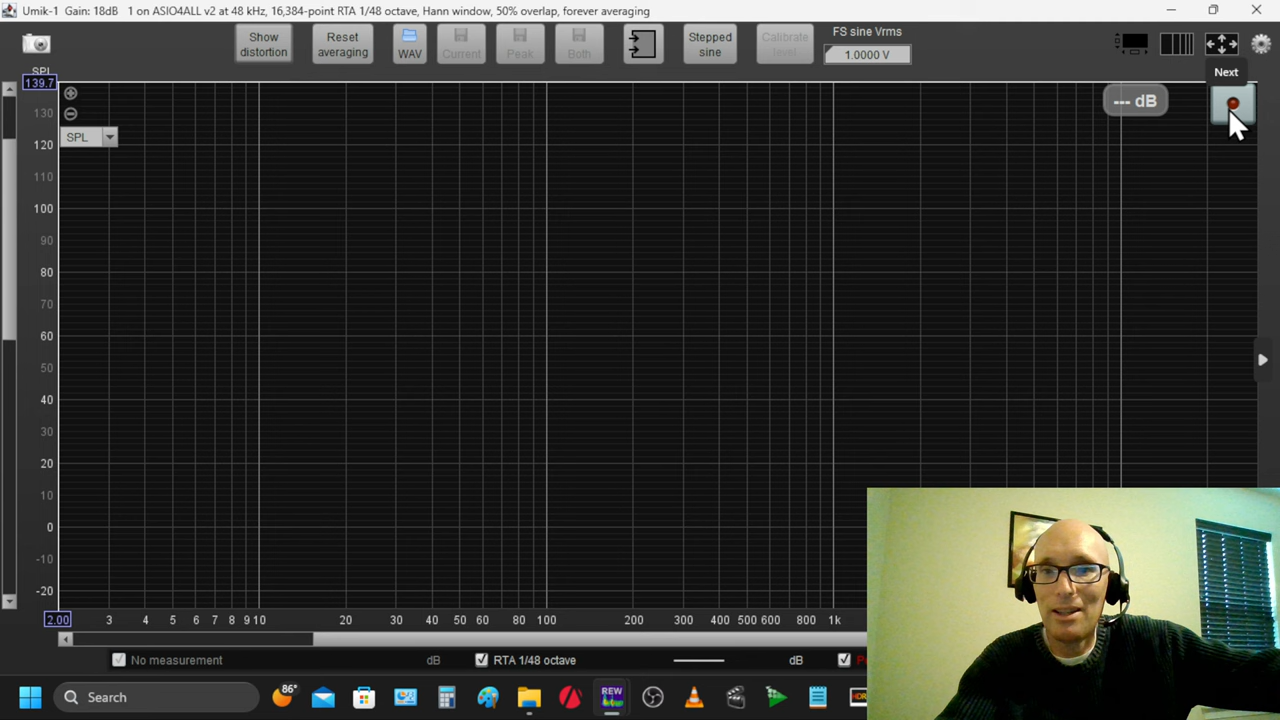 Umik-1 Gain: 18dB 1 on ASIO4ALL v2 at 48 kHz, 16,384-point RTA 1/48 octave, Hann window, 50% overlap, forever averaging
Show distortion
Reset averaging
WAV
Current
Peak
Both
Stepped sine
Calibrate level
FS sine Vrms
1.0000 V
Next
SPL
139.7
--- dB
130
SPL
120
110
100
90
80
70
60
50
40
30
20
10
0
-10
-20
2.00 3 4 5 6 7 8 9 10 20 30 40 50 60 80 100 200 300 400 500 600 800 1k
No measurement dB RTA 1/48 octave dB
Search
86°
REW